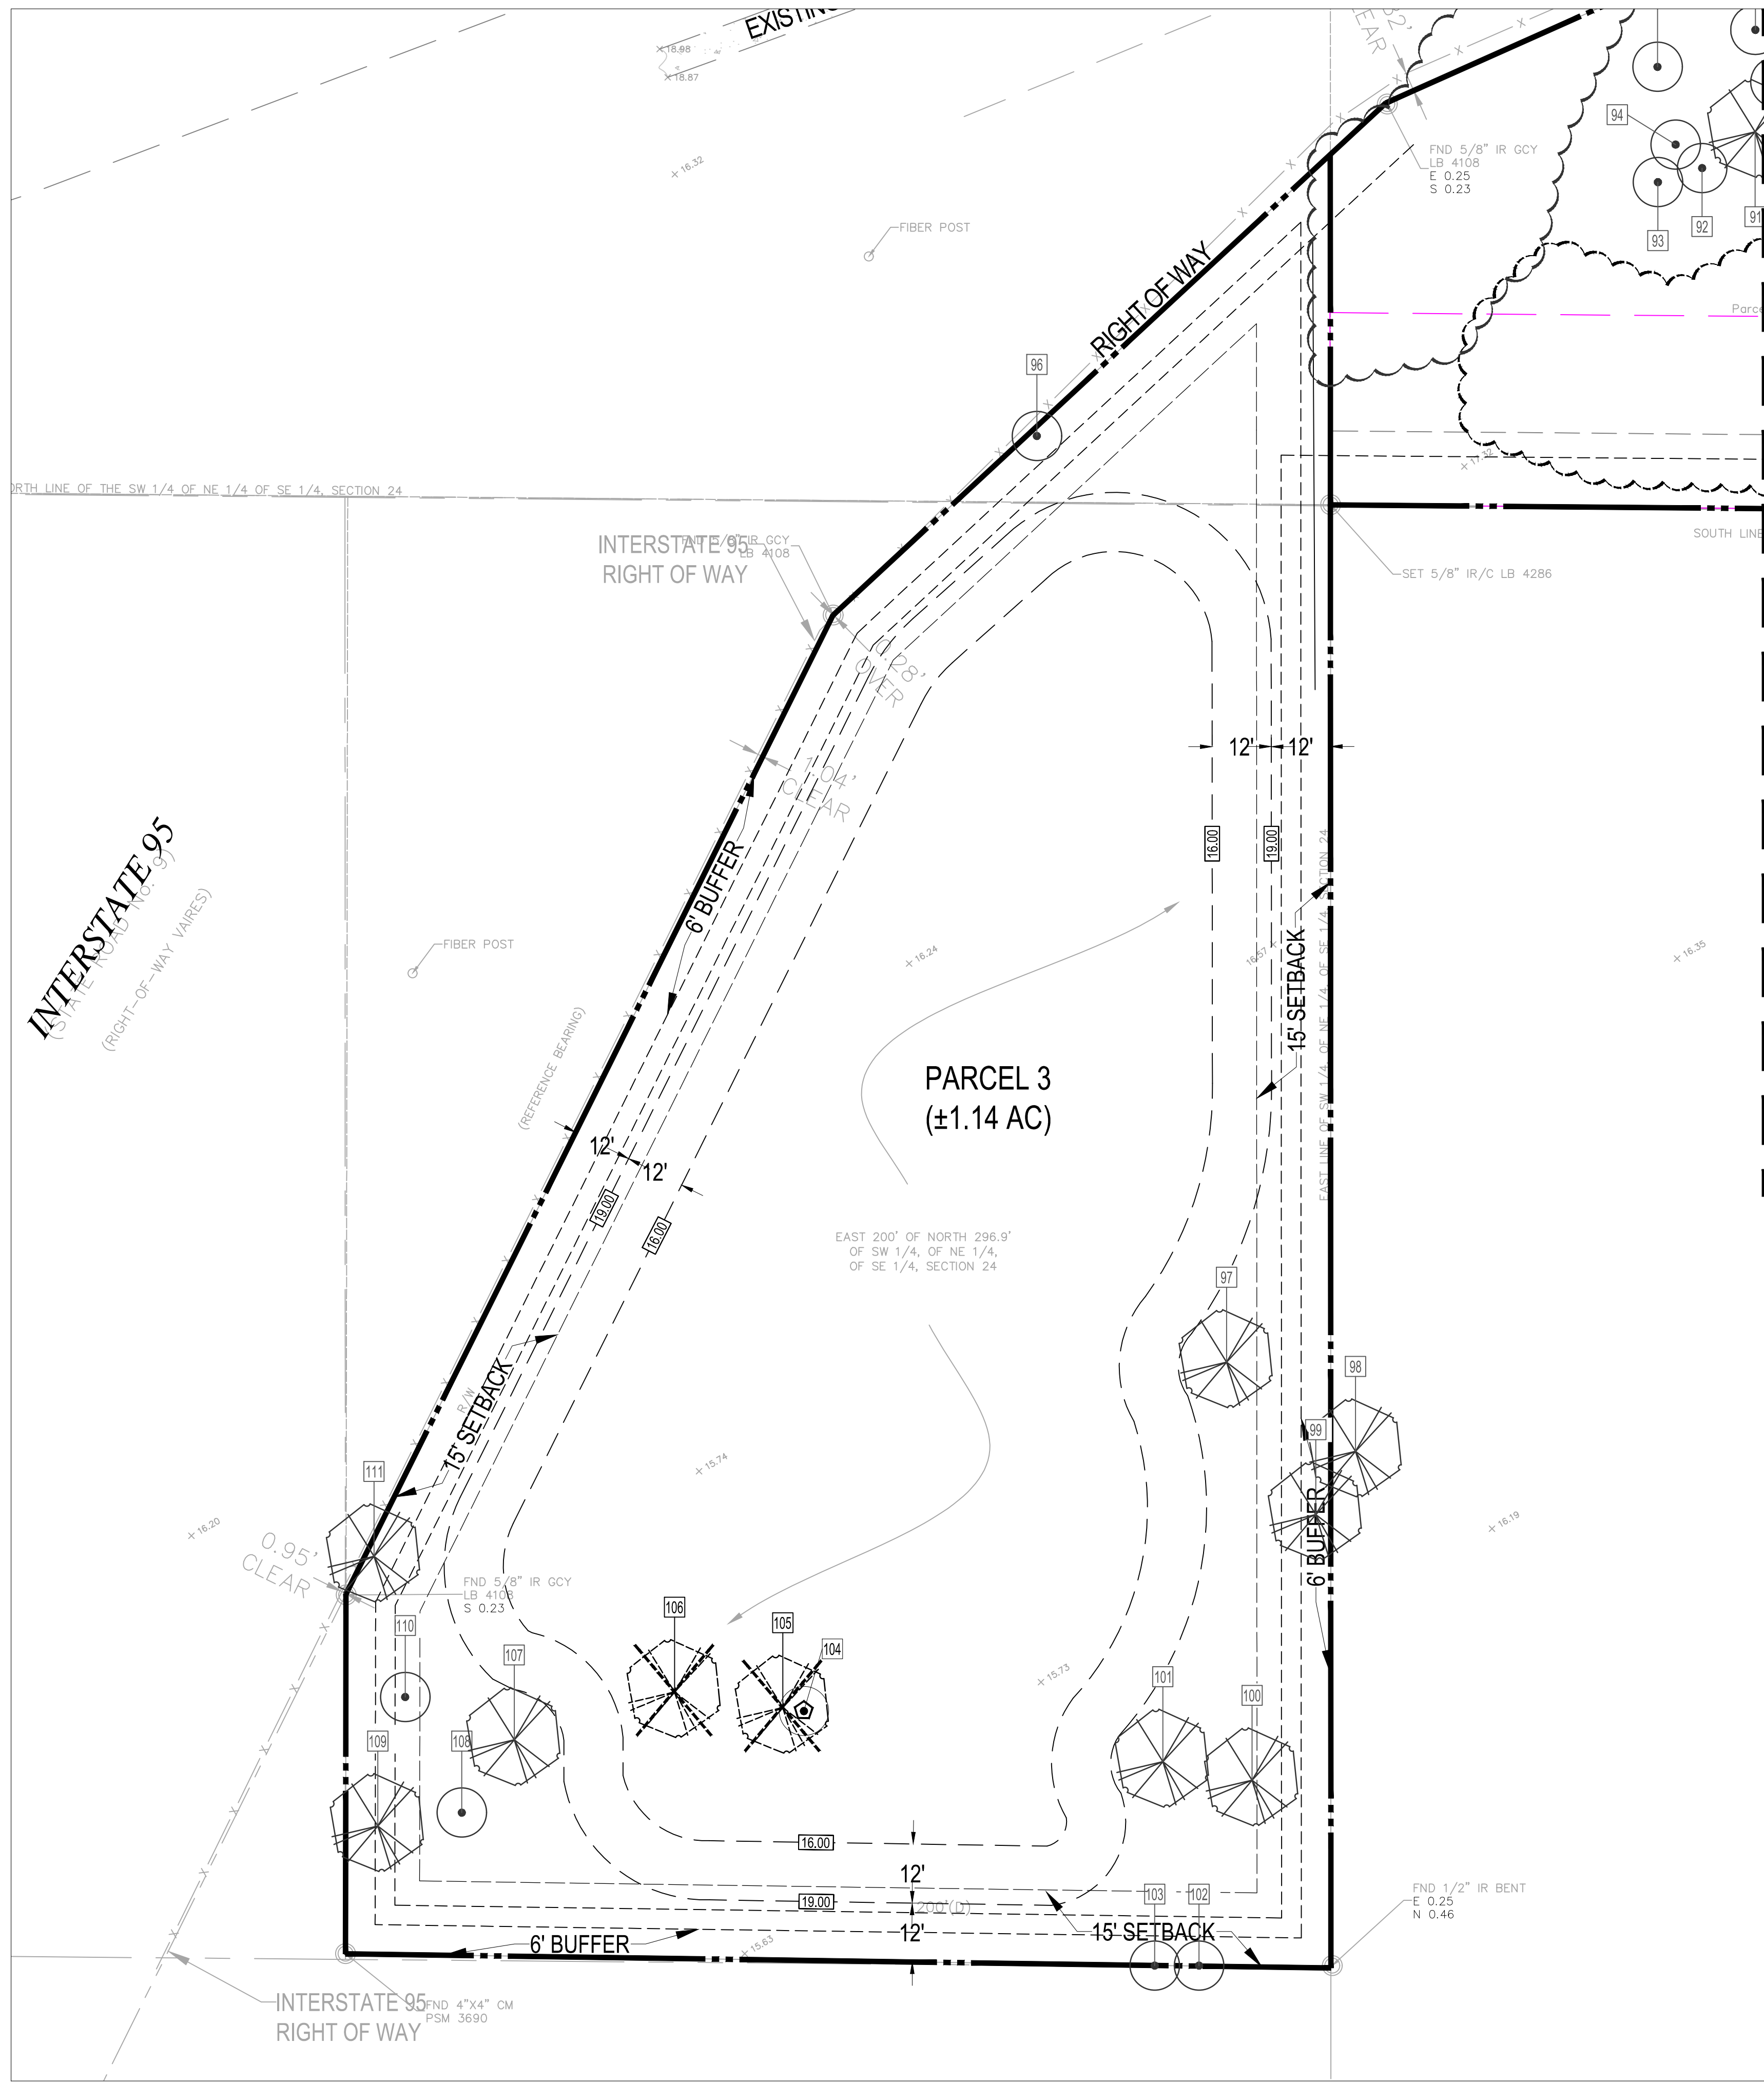 18.98
18.87
16.32
FIBER POST
FND 5/8" IR GCY
LB 4108
E 0.25
S 0.23
CLEAR
94
93
92
91
RIGHT OF WAY
96
17.32
LINE OF THE SW 1/4 OF NE 1/4 OF SE 1/4, SECTION 24
INTERSTATE 95
RIGHT OF WAY
FND 5/8" IR GCY
LB 4108
SOUTH LINE
SET 5/8" IR/C LB 4286
0.28'
OVER
12'
12'
1.04'
CLEAR
16.00
19.00
6' BUFFER
INTERSTATE 95
(STATE ROAD No. 9)
(RIGHT-OF-WAY VAIRES)
FIBER POST
16.24
16.57
15' SETBACK
EAST LINE OF SW 1/4, OF NE 1/4, OF SE 1/4, SECTION 24
16.35
(REFERENCE BEARING)
PARCEL 3
(±1.14 AC)
12'
12'
19.00
16.00
EAST 200' OF NORTH 296.9'
OF SW 1/4, OF NE 1/4,
OF SE 1/4, SECTION 24
97
98
99
R/W
15' SETBACK
111
15.74
6' BUFFER
16.20
16.19
0.95'
CLEAR
FND 5/8" IR GCY
LB 4108
S 0.23
110
107
106
105
104
15.73
101
100
109
108
16.00
12'
19.00
200'(D)
12'
103
102
FND 1/2" IR BENT
E 0.25
N 0.46
6' BUFFER
15.63
15' SETBACK
INTERSTATE 95
RIGHT OF WAY
FND 4"X4" CM
PSM 3690